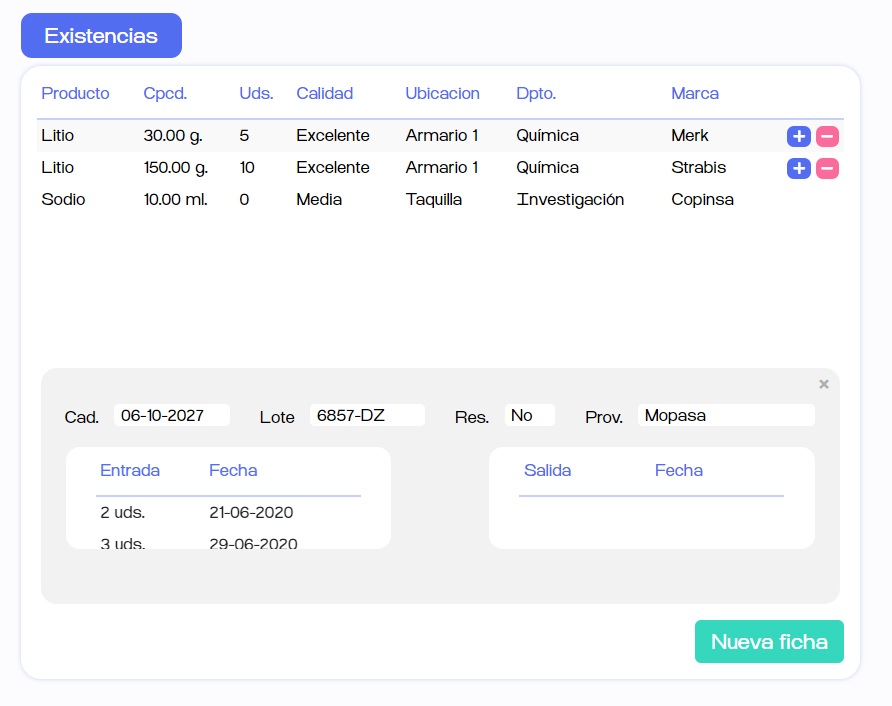 Existencias
Producto Cpcd. Uds. Calidad Ubicacion Dpto. Marca
Litio 30.00 g. 5 Excelente Armario 1 Química Merk
Litio 150.00 g. 10 Excelente Armario 1 Química Strabis
Sodio 10.00 ml. 0 Media Taquilla Investigación Copinsa
Cad. 06-10-2027 Lote 6857-DZ Res. No Prov. Mopasa
Entrada Fecha Salida Fecha
2 uds. 21-06-2020
3 uds. 29-06-2020
Nueva ficha